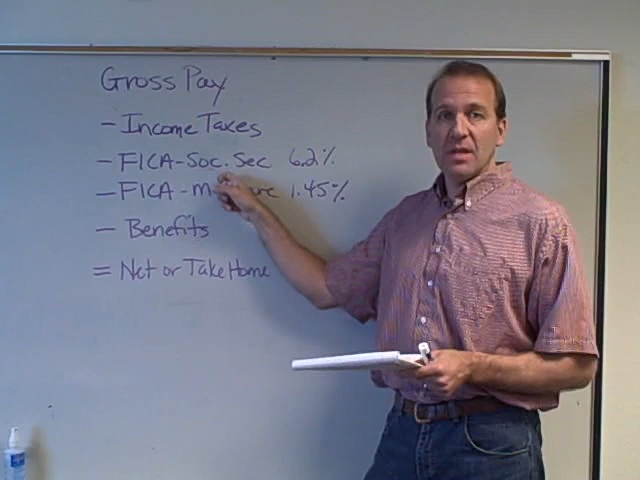 Gross Pay
- Income Taxes
- FICA-Soc. Sec 6.2%
- FICA - 1.45%
- Benefits
= Net or Take Home